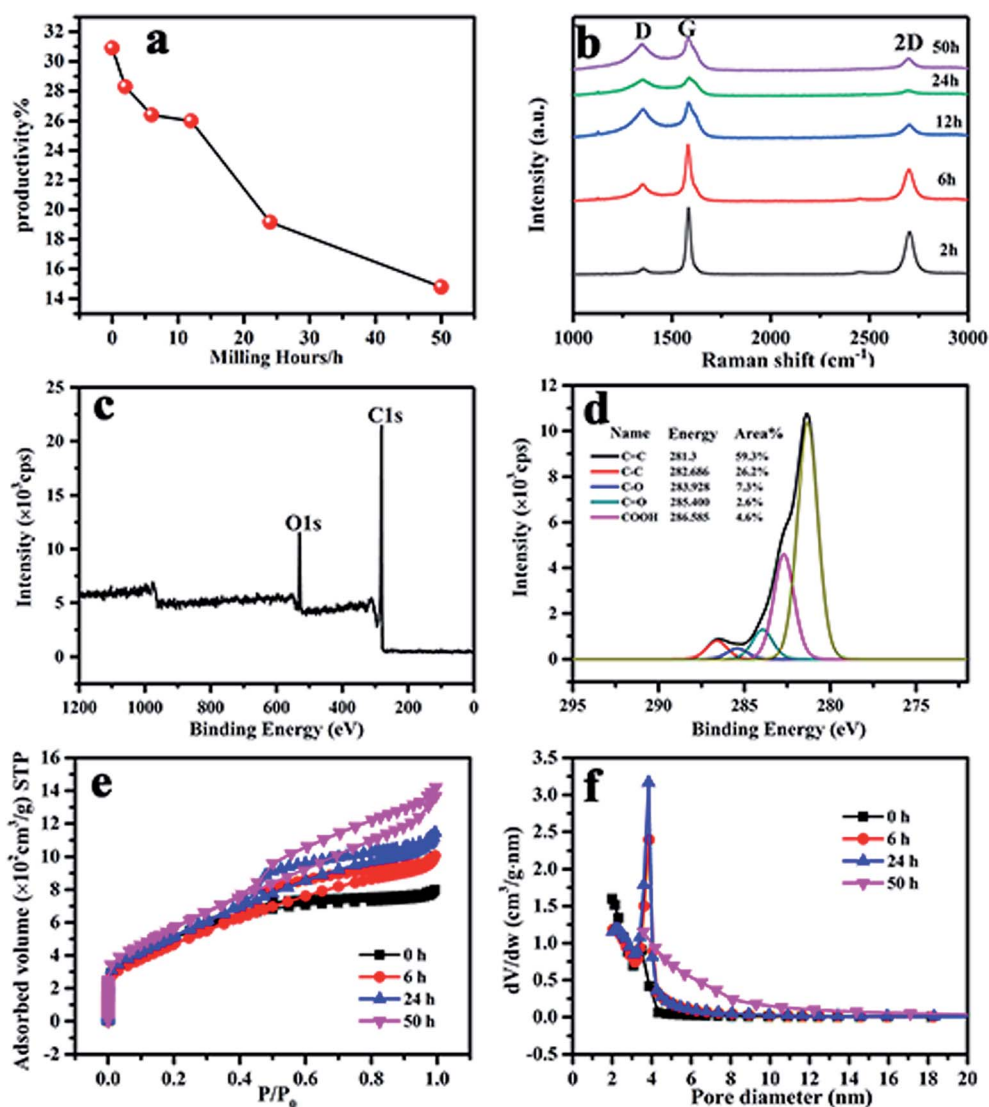 a
productivity%
32
30
28
26
24
22
20
18
16
14
0 10 20 30 40 50
Milling Hours/h
b
D G 2D
50h
24h
12h
6h
2h
Intensity (a.u.)
1000 1500 2000 2500 3000
Raman shift (cm⁻¹)
c
C1s
O1s
Intensity (×10³cps)
25
20
15
10
5
0
1200 1000 800 600 400 200 0
Binding Energy (eV)
d
Name Energy Area%
C=C 281.3 59.3%
C-C 282.686 26.2%
C-O 283.928 7.3%
C=O 285.400 2.6%
COOH 286.585 4.6%
Intensity (×10³cps)
12
10
8
6
4
2
0
295 290 285 280 275
Binding Energy (eV)
e
Adsorbed volume (×10²cm³/g) STP
16
14
12
10
8
6
4
2
0
-2
0 h
6 h
24 h
50 h
0.0 0.2 0.4 0.6 0.8 1.0
P/Pₒ
f
dV/dw (cm³/g·nm)
3.5
3.0
2.5
2.0
1.5
1.0
0.5
0.0
-0.5
0 h
6 h
24 h
50 h
0 2 4 6 8 10 12 14 16 18 20
Pore diameter (nm)